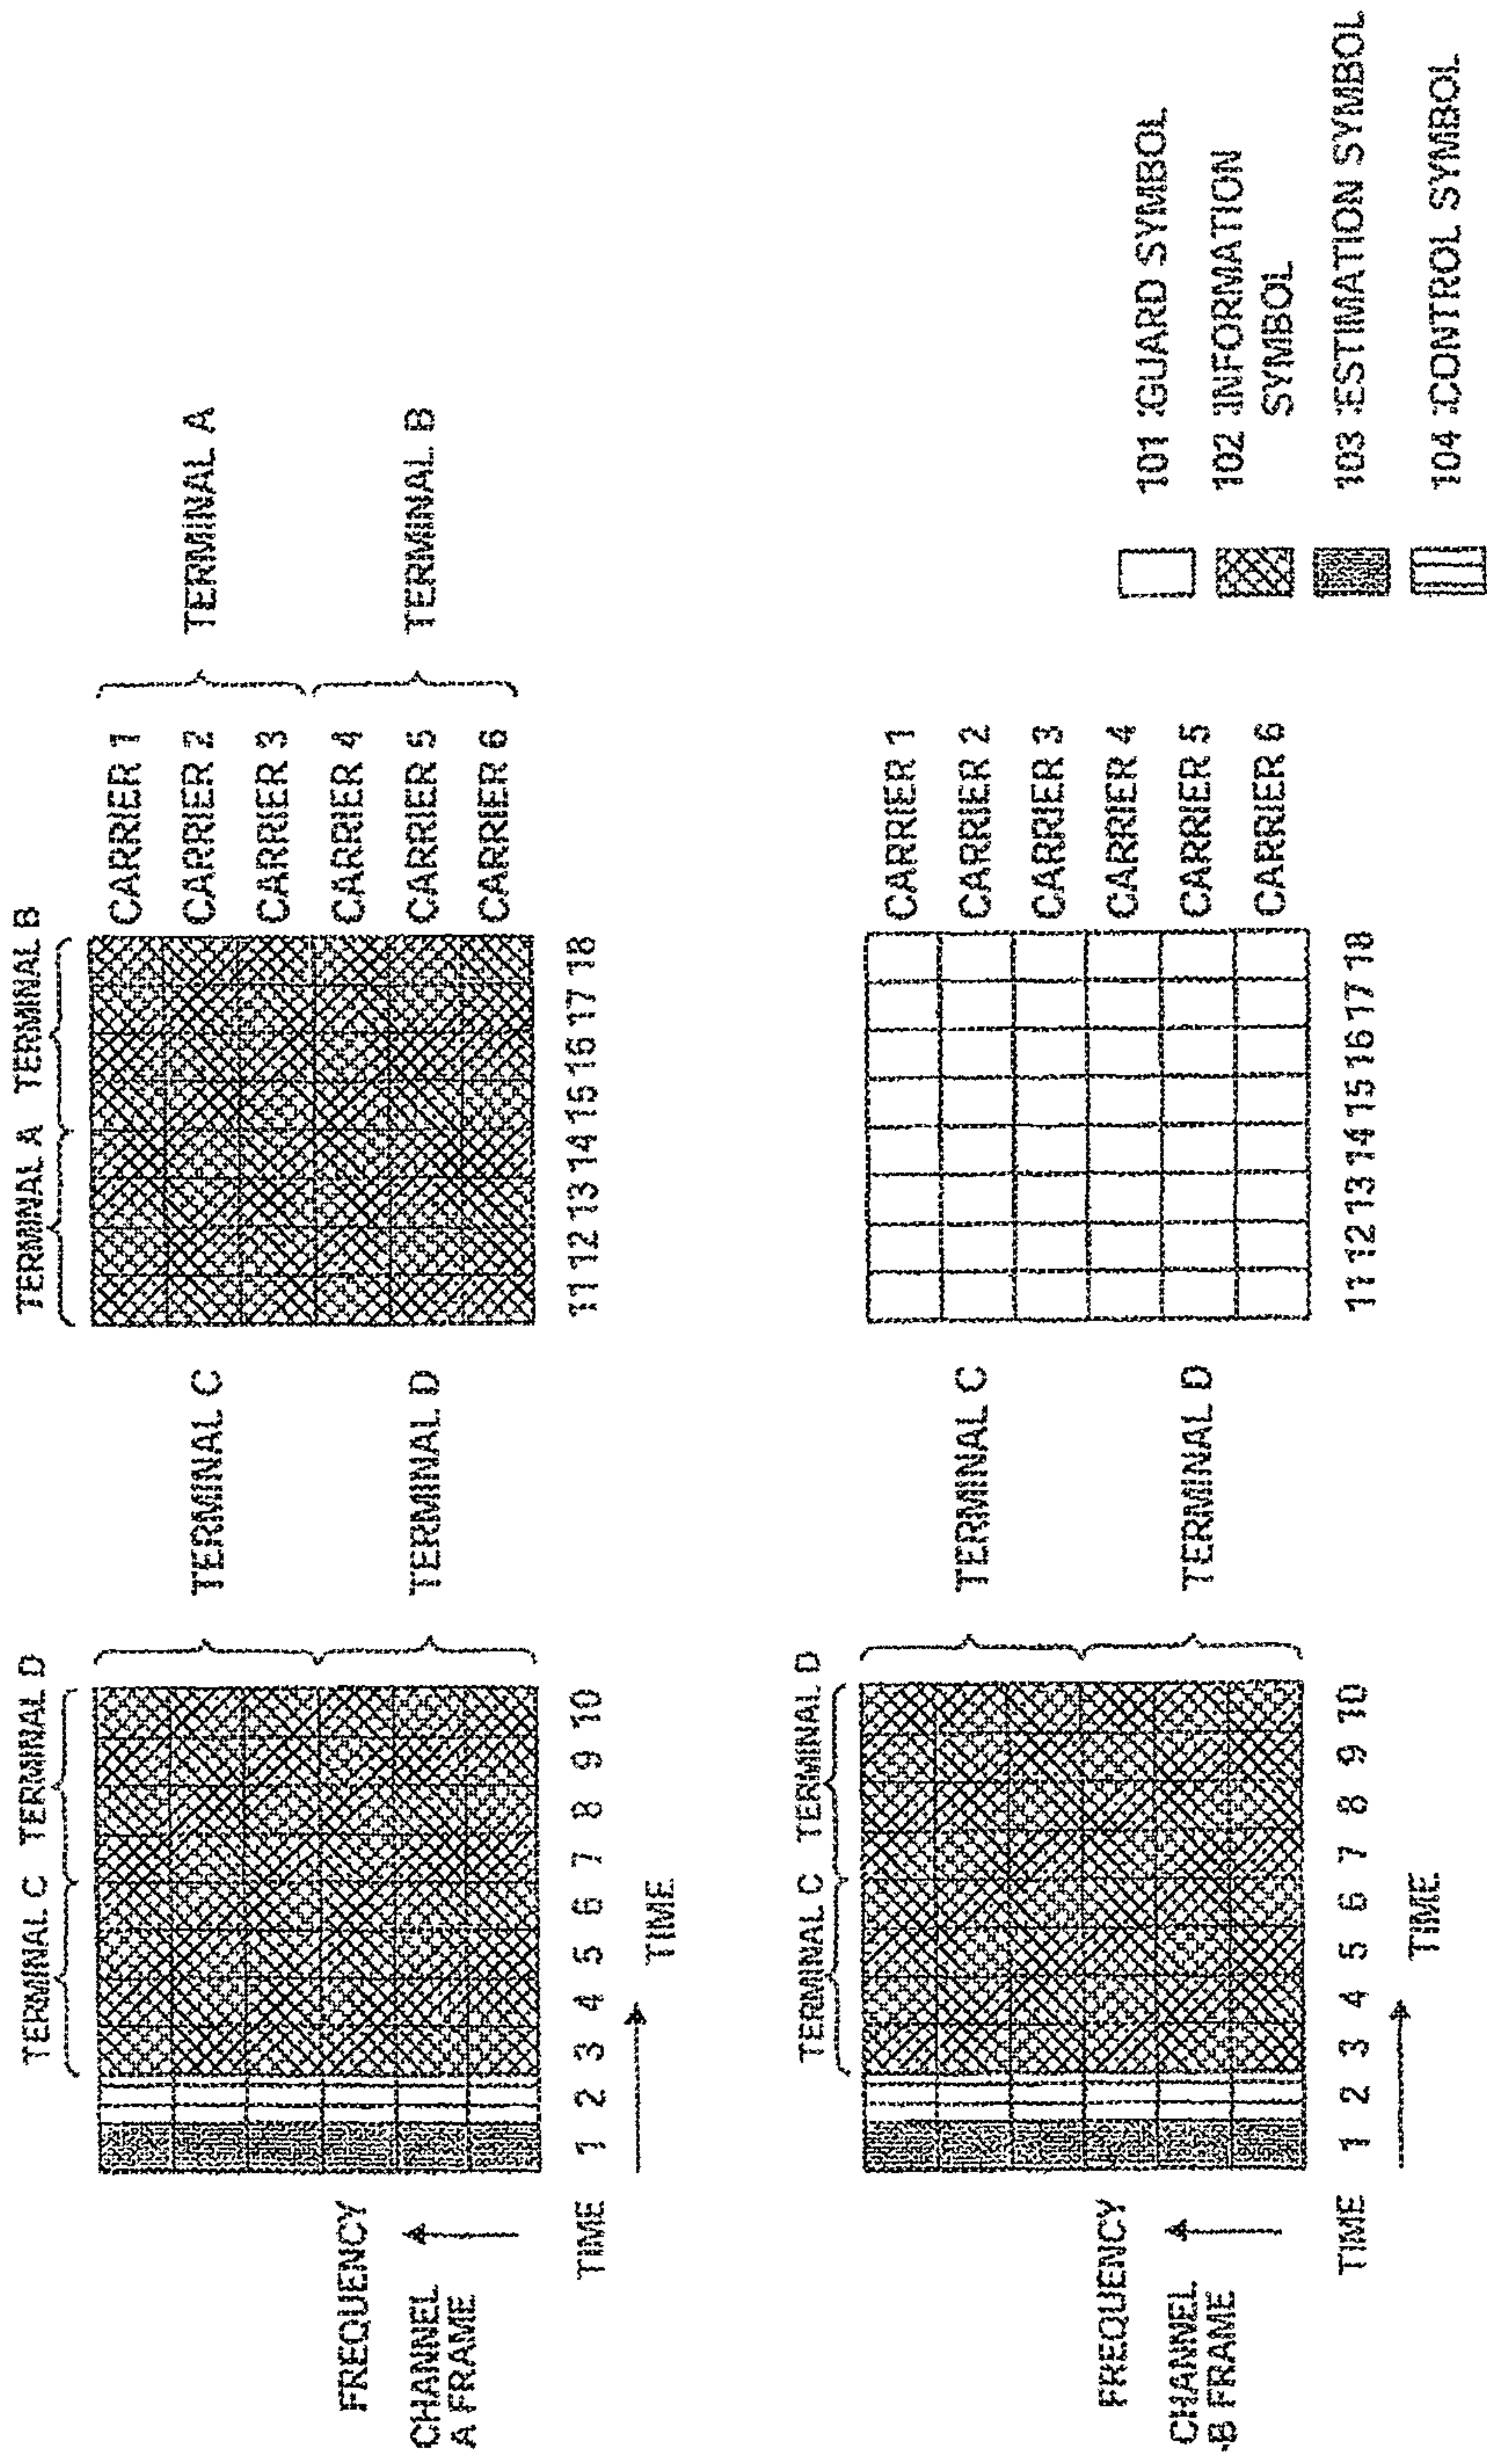 TERMINAL C TERMINAL D
TERMINAL A TERMINAL B
TERMINAL C
TERMINAL D
CARRIER 1
CARRIER 2
CARRIER 3
CARRIER 4
CARRIER 5
CARRIER 6
TERMINAL A
TERMINAL B
FREQUENCY
CHANNEL
A FRAME
TIME 1 2 3 4 5 6 7 8 9 10
11 12 13 14 15 16 17 18
TIME
TERMINAL C TERMINAL D
TERMINAL C
TERMINAL D
CARRIER 1
CARRIER 2
CARRIER 3
CARRIER 4
CARRIER 5
CARRIER 6
FREQUENCY
CHANNEL
B FRAME
TIME 1 2 3 4 5 6 7 8 9 10
11 12 13 14 15 16 17 18
TIME
101 :GUARD SYMBOL
102 :INFORMATION
SYMBOL
103 :ESTIMATION SYMBOL
104 :CONTROL SYMBOL